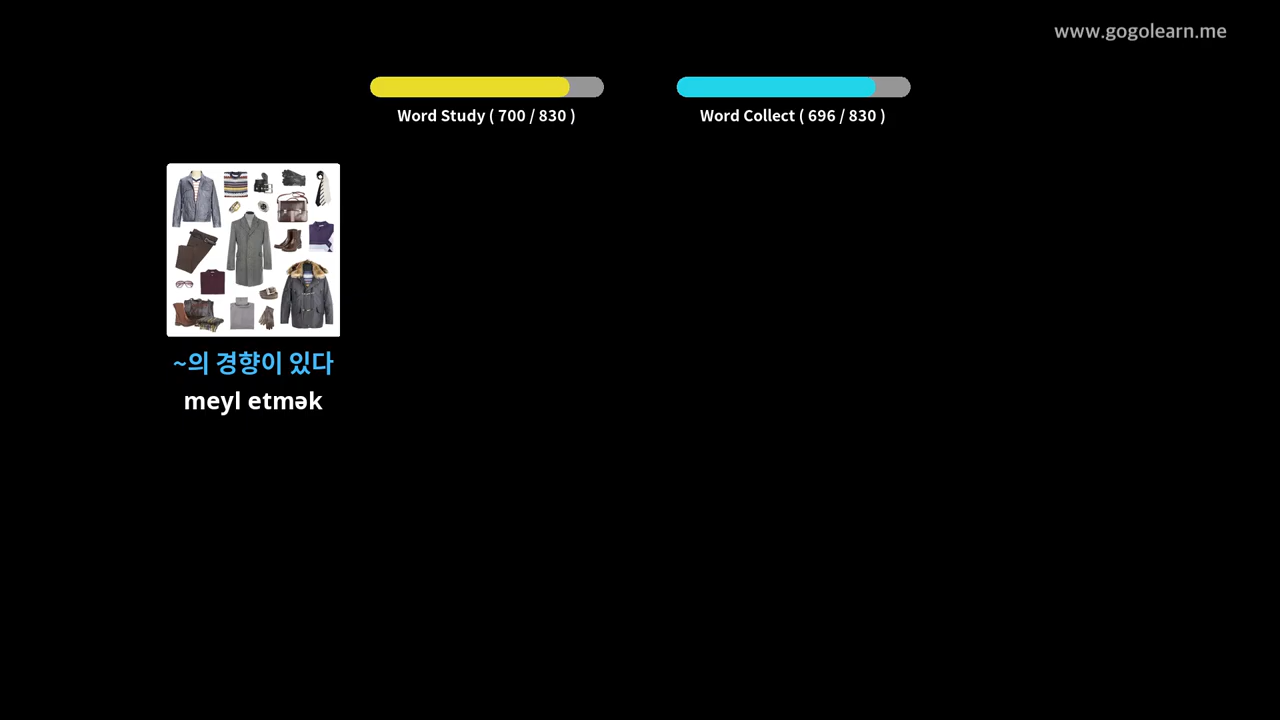 www.gogolearn.me
Word Study ( 700 / 830 )
Word Collect ( 696 / 830 )
~의 경향이 있다
meyl etmək